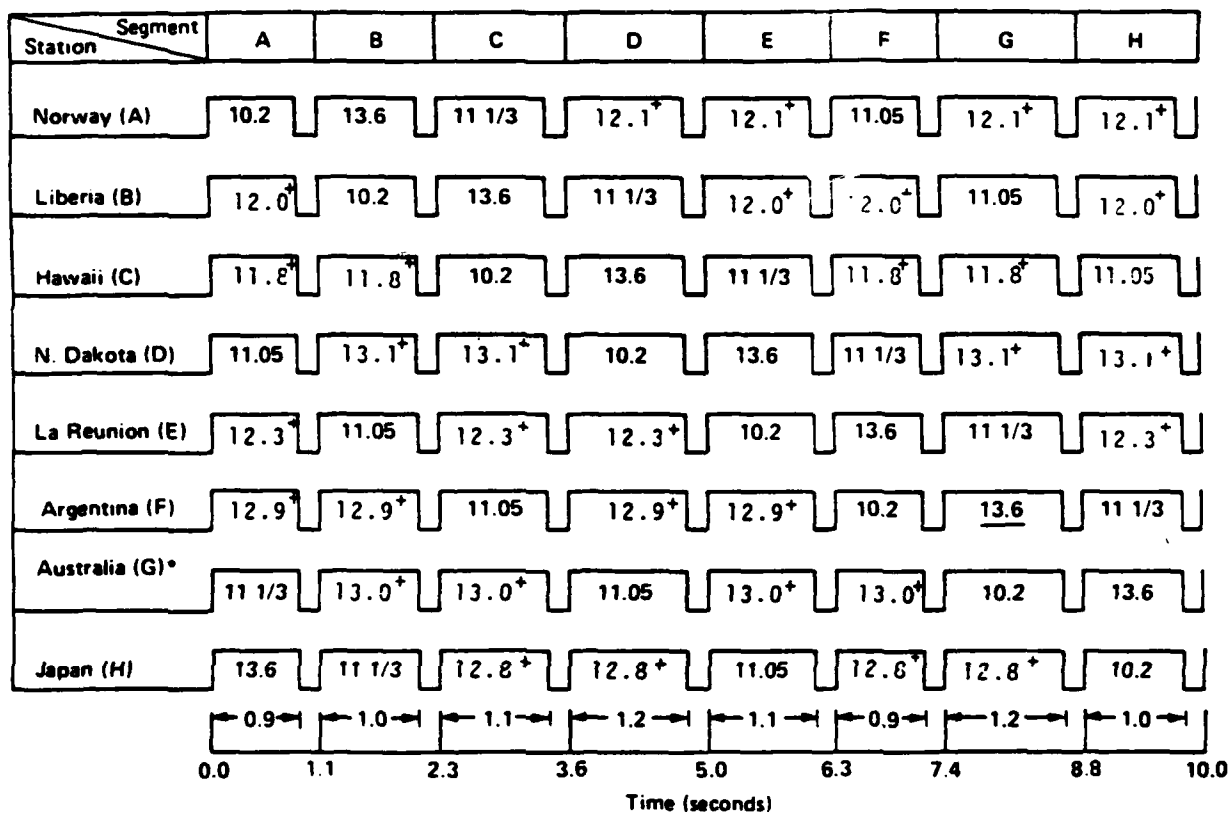 Segment A B C D E F G H
Station
Norway (A) 10.2 13.6 11 1/3 12.1+ 12.1+ 11.05 12.1+ 12.1+
Liberia (B) 12.0+ 10.2 13.6 11 1/3 12.0+ 2.0+ 11.05 12.0+
Hawaii (C) 11.8+ 11.8+ 10.2 13.6 11 1/3 11.8+ 11.8+ 11.05
N. Dakota (D) 11.05 13.1+ 13.1+ 10.2 13.6 11 1/3 13.1+ 13.1+
La Reunion (E) 12.3+ 11.05 12.3+ 12.3+ 10.2 13.6 11 1/3 12.3+
Argentina (F) 12.9+ 12.9+ 11.05 12.9+ 12.9+ 10.2 13.6 11 1/3
Australia (G)*
11 1/3 13.0+ 13.0+ 11.05 13.0+ 13.0+ 10.2 13.6
Japan (H) 13.6 11 1/3 12.8+ 12.8+ 11.05 12.8+ 12.8+ 10.2
0.9 1.0 1.1 1.2 1.1 0.9 1.2 1.0
0.0 1.1 2.3 3.6 5.0 6.3 7.4 8.8 10.0
Time (seconds)